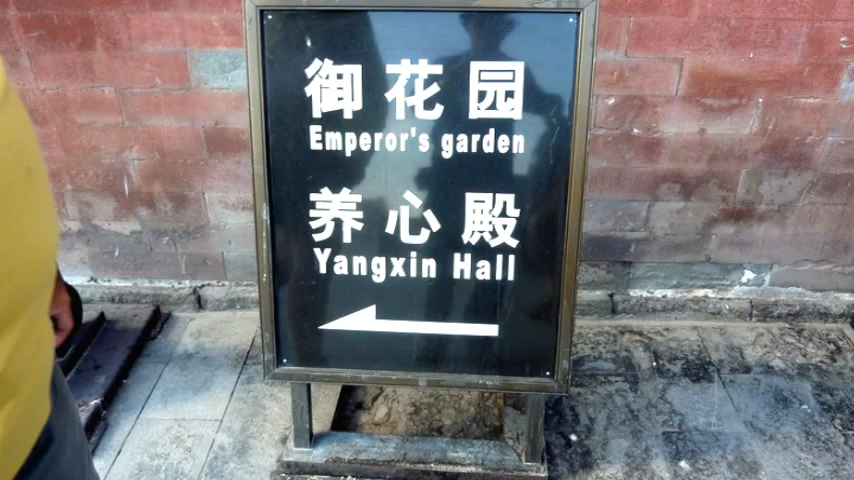 御花园
Emperor's garden
养心殿
Yangxin Hall